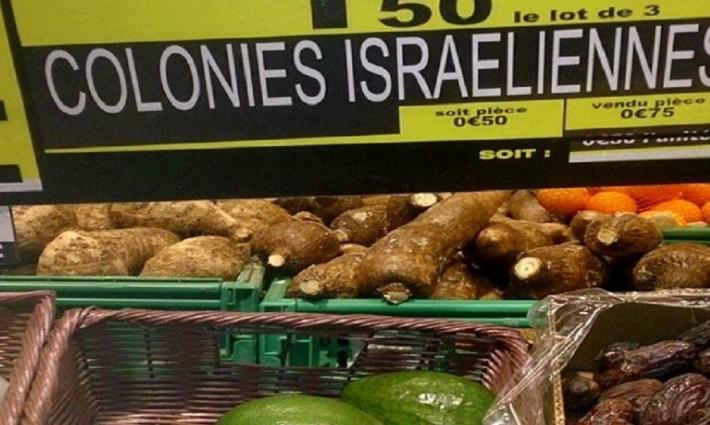 50 le lot de 3
COLONIES ISRAELIENNES
soit pièce vendu pièce
0€50 0€75
SOIT :